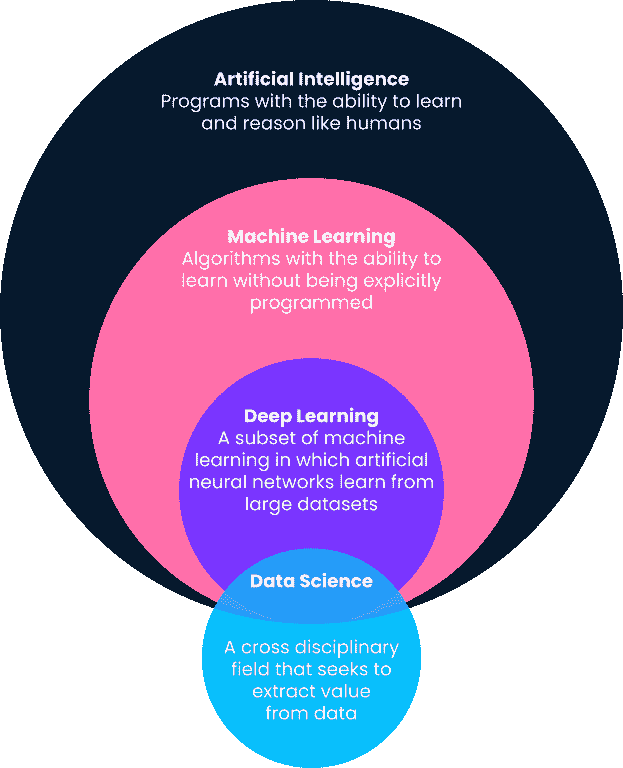 Artificial Intelligence
Programs with the ability to learn
and reason like humans
Machine Learning
Algorithms with the ability to
learn without being explicitly
programmed
Deep Learning
A subset of machine
learning in which artificial
neural networks learn from
large datasets
Data Science
A cross disciplinary
field that seeks to
extract value
from data